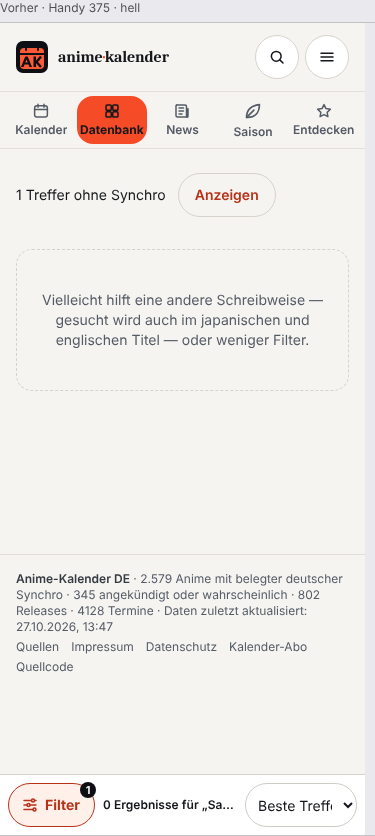 Vorher · Handy 375 · hell
AK anime·kalender
Kalender Datenbank News Saison Entdecken
1 Treffer ohne Synchro Anzeigen
Vielleicht hilft eine andere Schreibweise —
gesucht wird auch im japanischen und
englischen Titel — oder weniger Filter.
Anime-Kalender DE · 2.579 Anime mit belegter deutscher
Synchro · 345 angekündigt oder wahrscheinlich · 802
Releases · 4128 Termine · Daten zuletzt aktualisiert:
27.10.2026, 13:47
Quellen Impressum Datenschutz Kalender-Abo
Quellcode
Filter 1 0 Ergebnisse für „Sa... Beste Treff